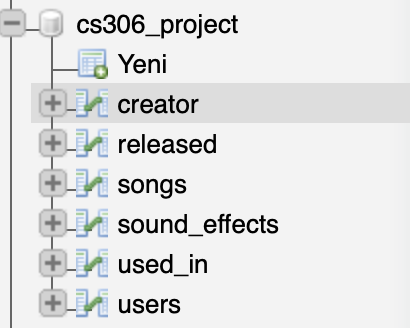 cs306_project
Yeni
creator
released
songs
sound_effects
used_in
users